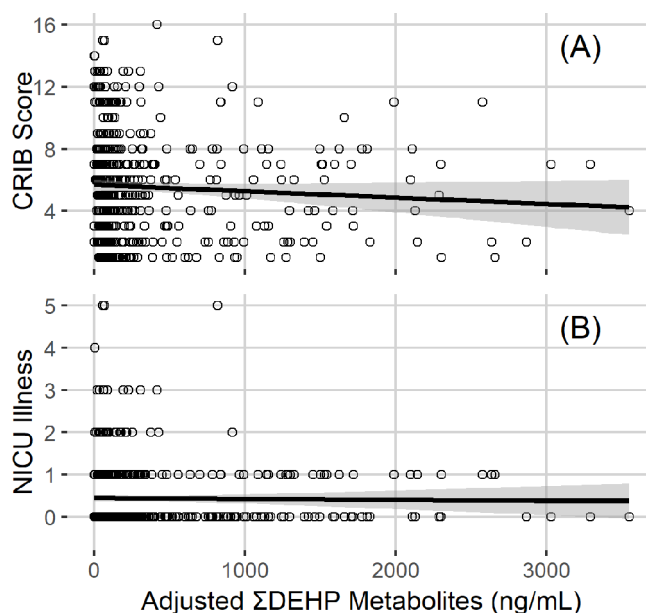 16
(A)
12
CRIB Score
8
4
5
(B)
4
NICU Illness
3
2
1
0
0 1000 2000 3000
Adjusted ΣDEHP Metabolites (ng/mL)